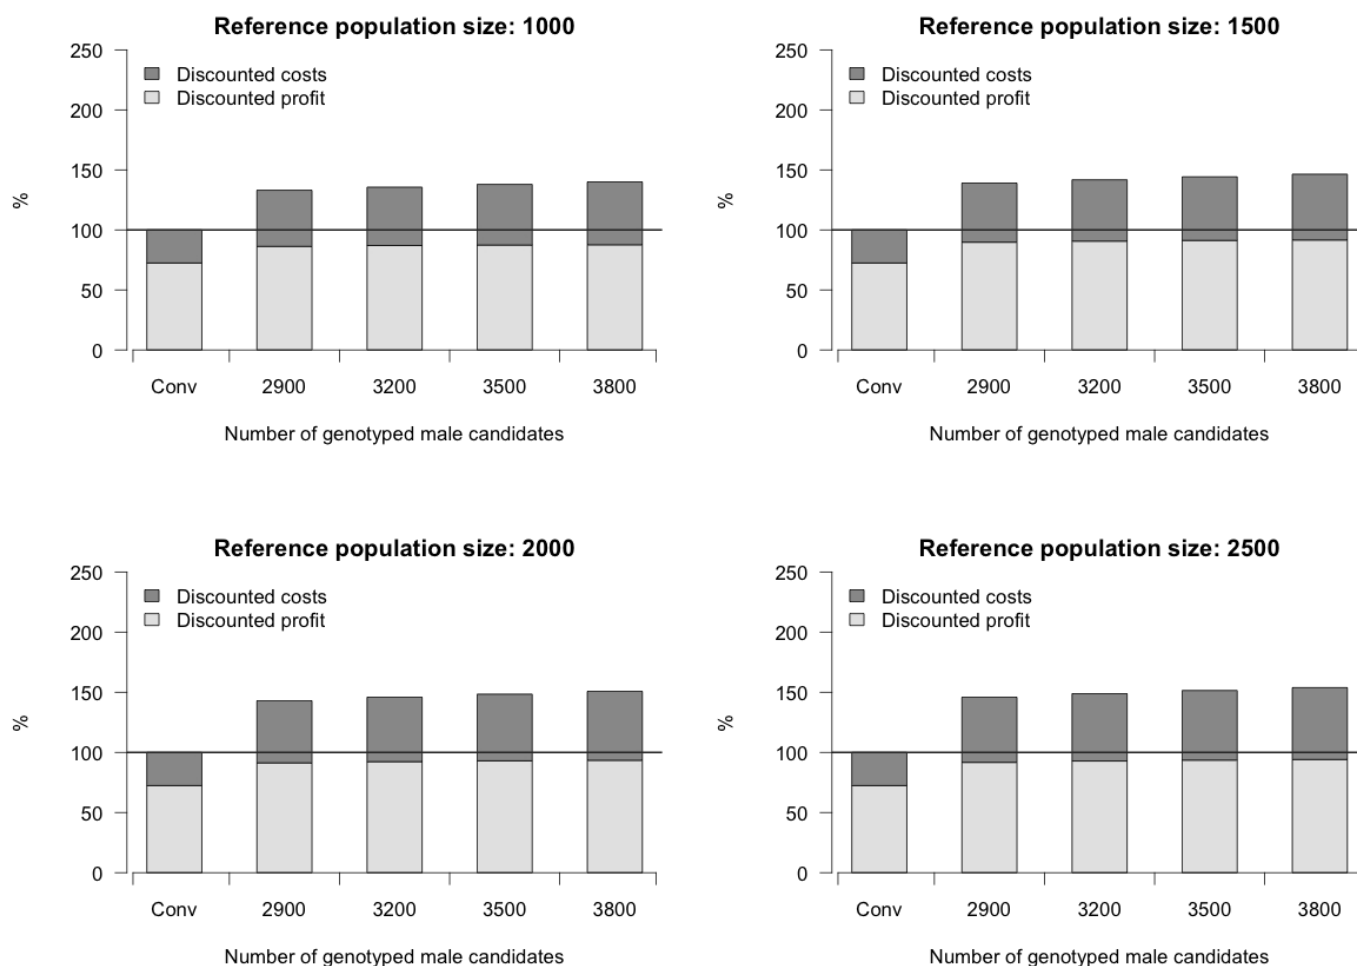 Reference population size: 1000
250
200
150
100
50
0
%
Discounted costs
Discounted profit
Conv 2900 3200 3500 3800
Number of genotyped male candidates
Reference population size: 1500
250
200
150
100
50
0
%
Discounted costs
Discounted profit
Conv 2900 3200 3500 3800
Number of genotyped male candidates
Reference population size: 2000
250
200
150
100
50
0
%
Discounted costs
Discounted profit
Conv 2900 3200 3500 3800
Number of genotyped male candidates
Reference population size: 2500
250
200
150
100
50
0
%
Discounted costs
Discounted profit
Conv 2900 3200 3500 3800
Number of genotyped male candidates